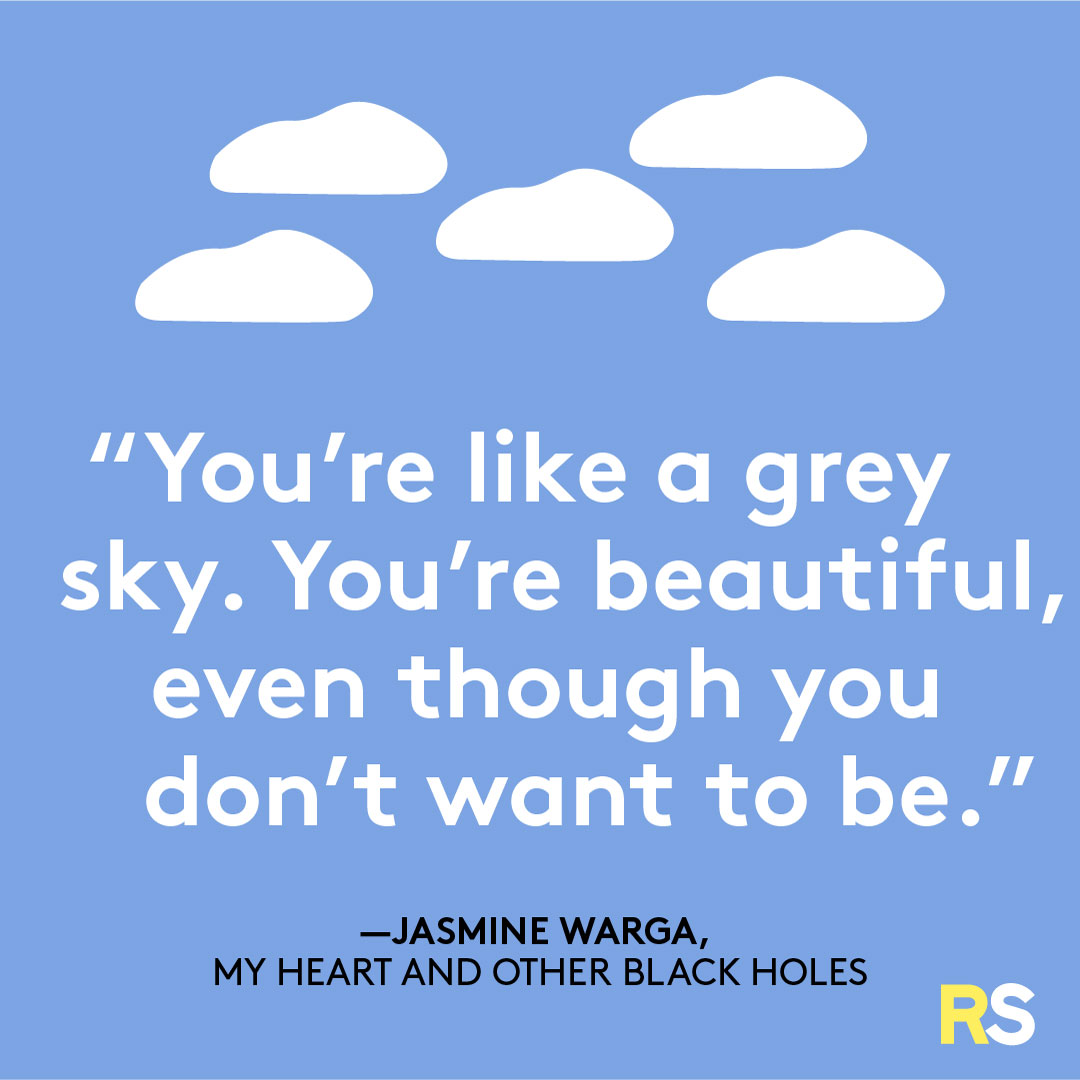 “You’re like a grey
sky. You’re beautiful,
even though you
don’t want to be.”
—JASMINE WARGA,
MY HEART AND OTHER BLACK HOLES
RS